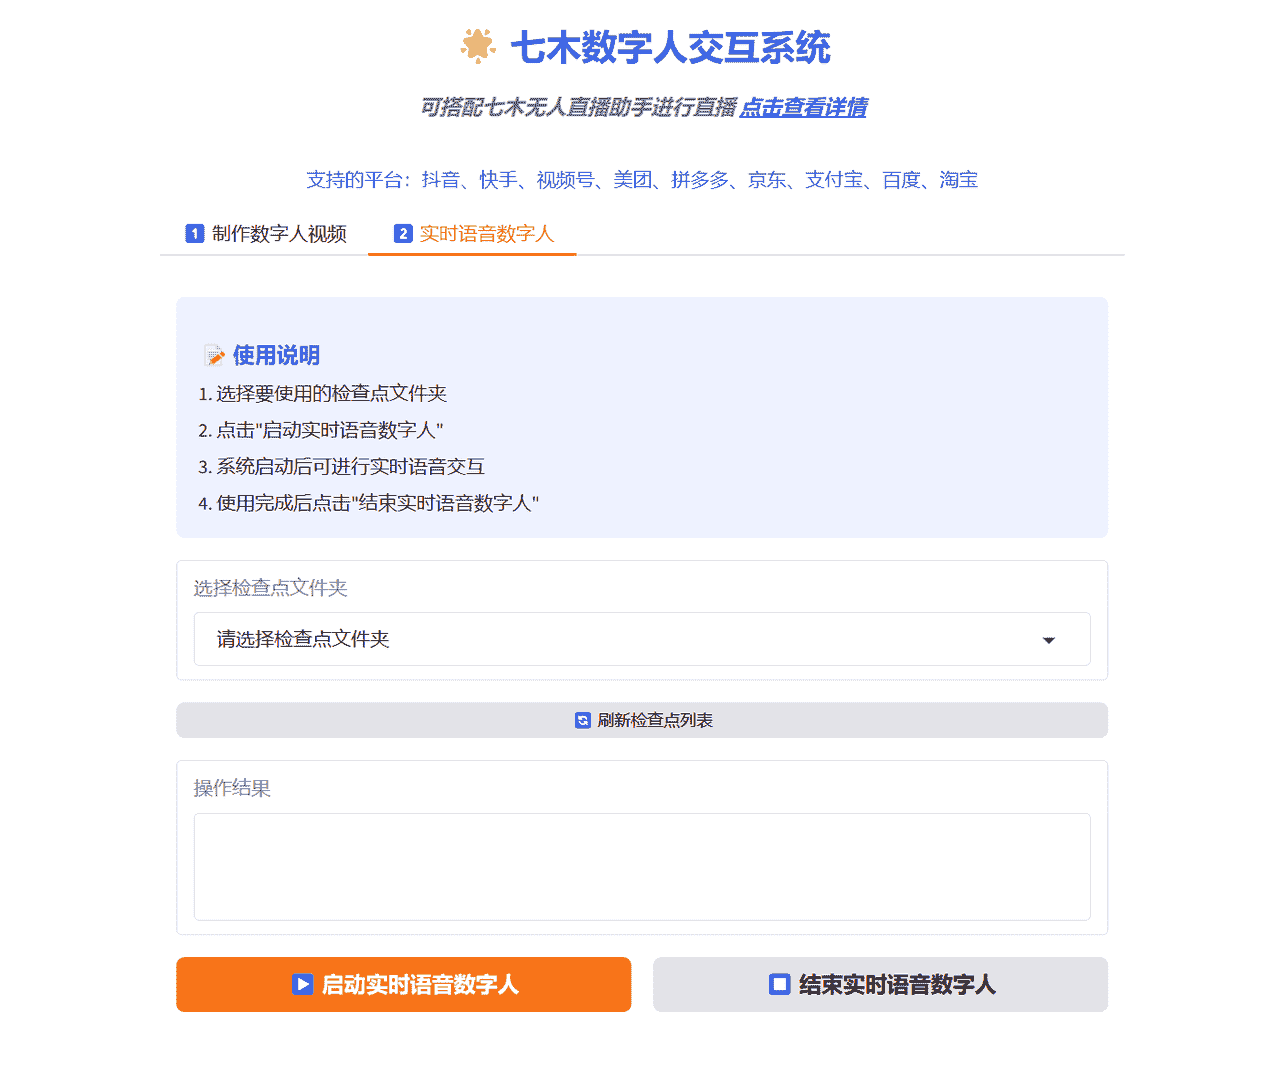 七木数字人交互系统
可搭配七木无人直播助手进行直播 点击查看详情
支持的平台：抖音、快手、视频号、美团、拼多多、京东、支付宝、百度、淘宝
1 制作数字人视频 2 实时语音数字人
使用说明
1. 选择要使用的检查点文件夹
2. 点击"启动实时语音数字人"
3. 系统启动后可进行实时语音交互
4. 使用完成后点击"结束实时语音数字人"
选择检查点文件夹
请选择检查点文件夹
刷新检查点列表
操作结果
启动实时语音数字人 结束实时语音数字人